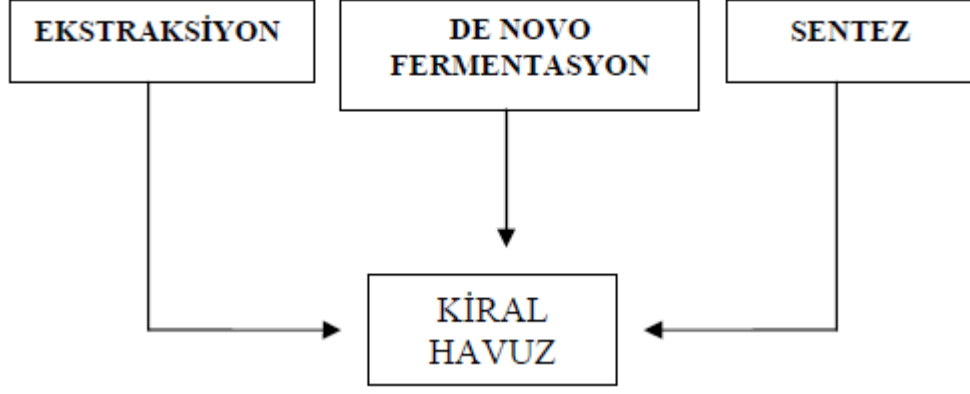 EKSTRAKSİYON
DE NOVO
FERMENTASYON
SENTEZ
KİRAL
HAVUZ